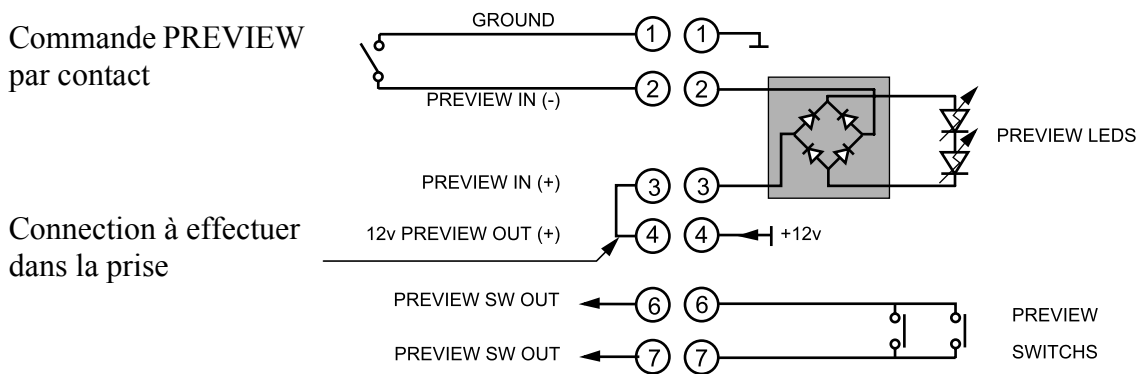 Commande PREVIEW
par contact
GROUND
1 1
PREVIEW IN (-)
2 2
PREVIEW LEDS
PREVIEW IN (+)
3 3
Connection à effectuer
dans la prise
12v PREVIEW OUT (+)
4 4
+12v
PREVIEW SW OUT
6 6
PREVIEW
SWITCHS
PREVIEW SW OUT
7 7